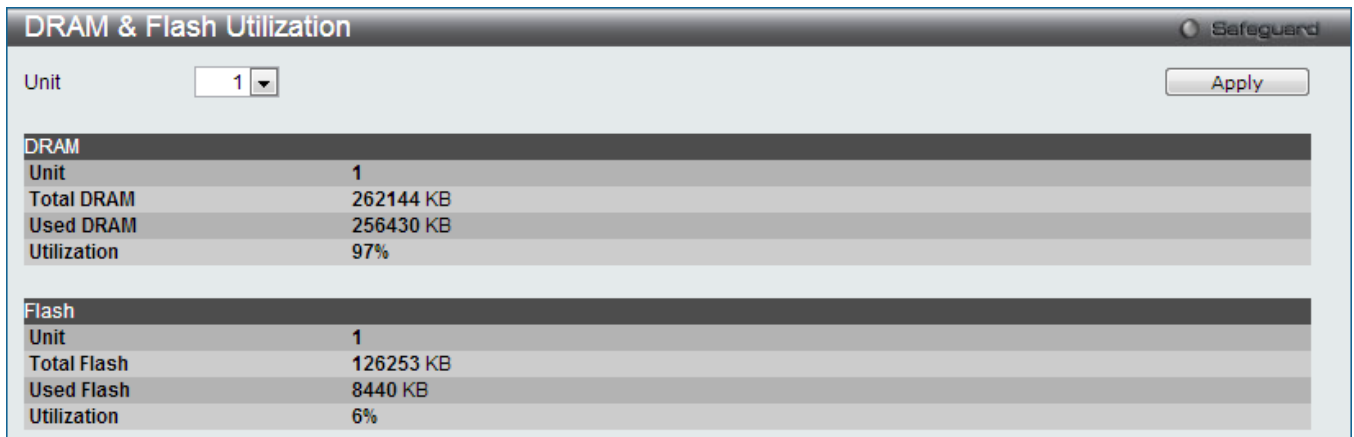 DRAM & Flash Utilization Safeguard
Unit 1 Apply
DRAM
Unit 1
Total DRAM 262144 KB
Used DRAM 256430 KB
Utilization 97%
Flash
Unit 1
Total Flash 126253 KB
Used Flash 8440 KB
Utilization 6%